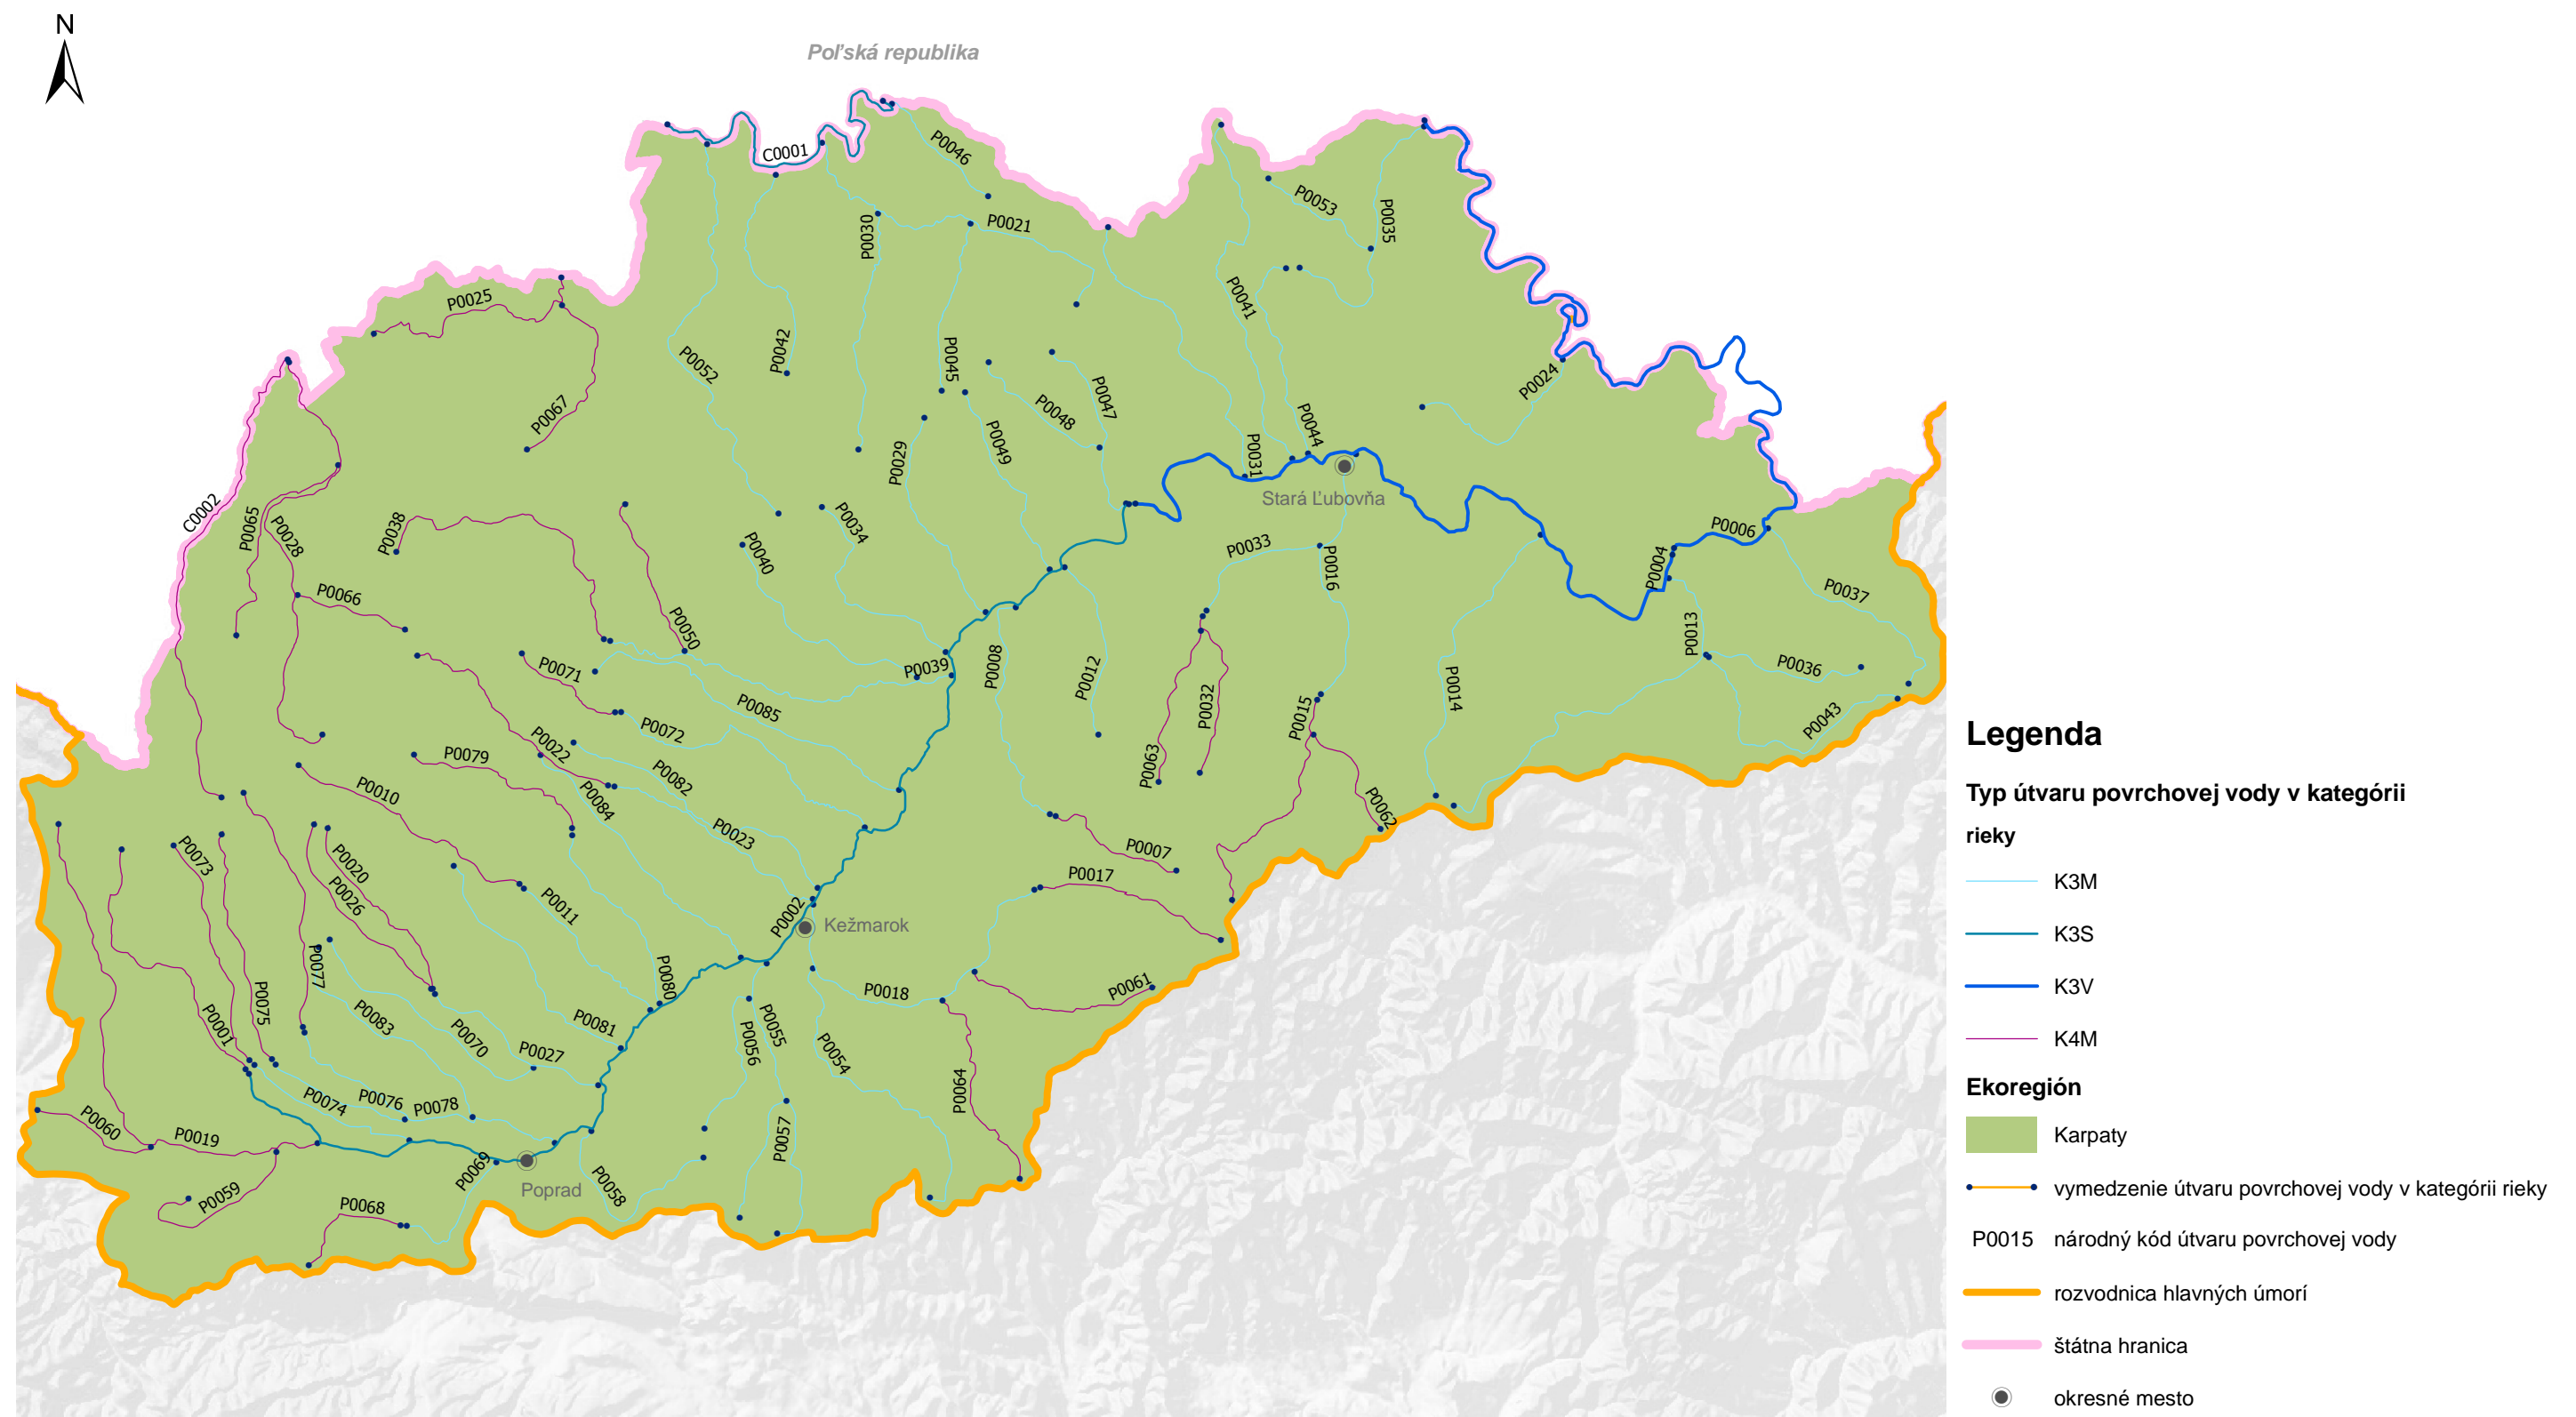 N
Poľská republika
C0001
P0046
P0053
P0035
P0030
P0021
P0041
P0025
P0042
P0045
P0052
P0024
P0047
P0048
P0067
P0044
P0049
P0029
P0031
Stará Ľubovňa
C0002
P0065
P0028
P0038
P0034
P0040
P0033
P0016
P0006
P0004
P0037
P0066
P0050
P0013
P0039
P0008
P0012
P0036
P0071
P0032
P0014
P0015
P0085
P0072
P0043
P0022
P0063
P0079
P0082
P0010
P0084
P0062
P0023
P0073
P0020
P0007
P0026
P0017
P0011
P0002
Kežmarok
P0077
P0080
P0018
P0061
P0075
P0001
P0083
P0070
P0081
P0055
P0056
P0054
P0027
P0064
P0074
P0076
P0078
P0060
P0019
P0057
P0069
Poprad
P0059
P0058
P0068
Legenda
Typ útvaru povrchovej vody v kategórii
rieky
K3M
K3S
K3V
K4M
Ekoregión
Karpaty
vymedzenie útvaru povrchovej vody v kategórii rieky
P0015 národný kód útvaru povrchovej vody
rozvodnica hlavných úmorí
štátna hranica
okresné mesto